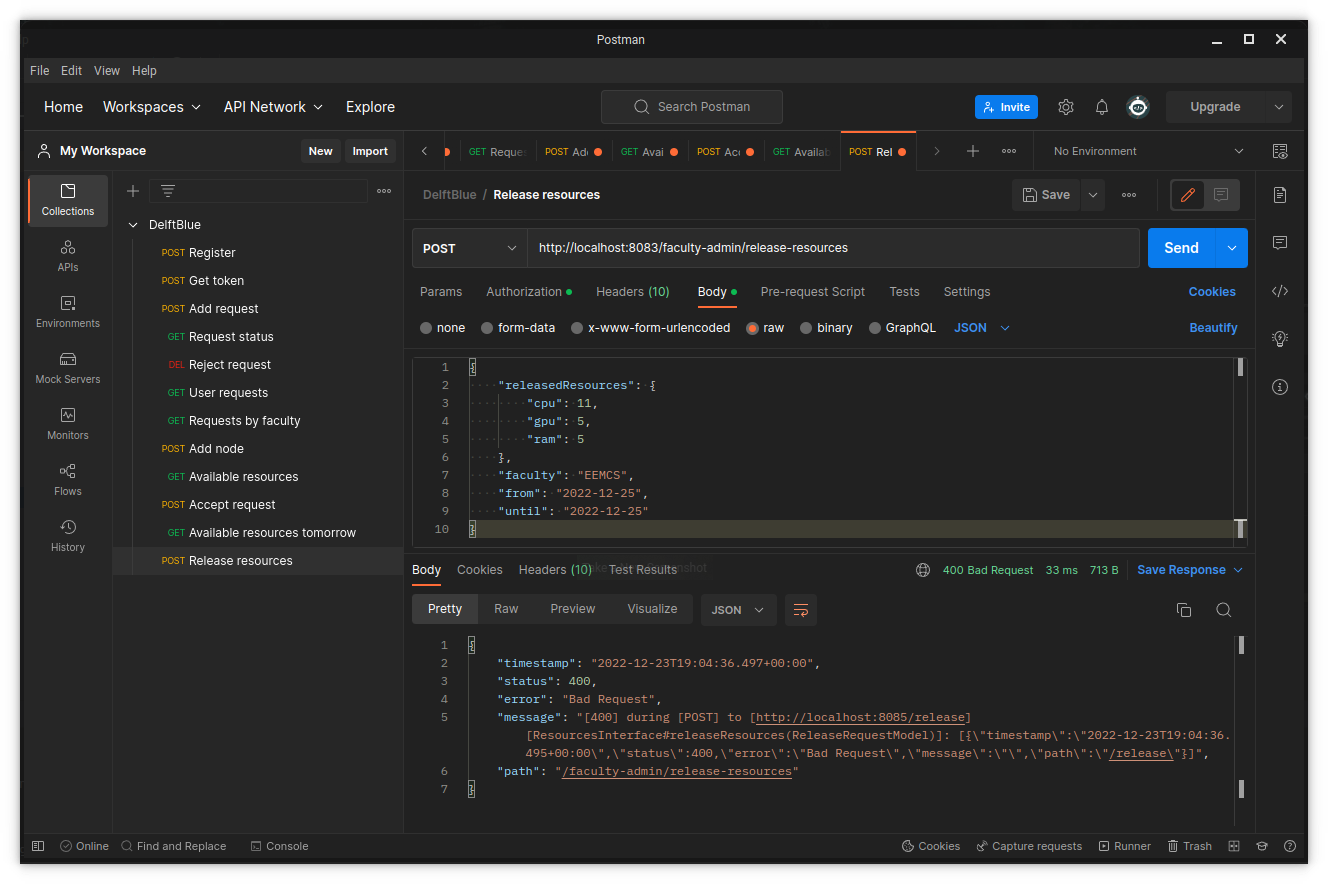 Postman
File Edit View Help
Home Workspaces API Network Explore
Search Postman
Invite
Upgrade
My Workspace
New Import
GET Reque
POST Ad
GET Avai
POST Acc
GET Availab
POST Rel
No Environment
Collections
APIs
Environments
Mock Servers
Monitors
Flows
History
DelftBlue
POST Register
POST Get token
POST Add request
GET Request status
DEL Reject request
GET User requests
GET Requests by faculty
POST Add node
GET Available resources
POST Accept request
GET Available resources tomorrow
POST Release resources
DelftBlue / Release resources
Save
POST
http://localhost:8083/faculty-admin/release-resources
Send
Params Authorization Headers (10) Body Pre-request Script Tests Settings
Cookies
none form-data x-www-form-urlencoded raw binary GraphQL JSON
Beautify
1 {
2 "releasedResources": {
3 "cpu": 11,
4 "gpu": 5,
5 "ram": 5
6 },
7 "faculty": "EEMCS",
8 "from": "2022-12-25",
9 "until": "2022-12-25"
10 }
Body Cookies Headers (10) Test Results
400 Bad Request 33 ms 713 B Save Response
Pretty Raw Preview Visualize JSON
1 {
2 "timestamp": "2022-12-23T19:04:36.497+00:00",
3 "status": 400,
4 "error": "Bad Request",
5 "message": "[400] during [POST] to [http://localhost:8085/release]
[ResourcesInterface#releaseResources(ReleaseRequestModel)]: [{\"timestamp\":\"2022-12-23T19:04:36.
495+00:00\",\"status\":400,\"error\":\"Bad Request\",\"message\":\"\",\"path\":\"/release\"}]",
6 "path": "/faculty-admin/release-resources"
7 }
Online Find and Replace Console
Cookies Capture requests Runner Trash